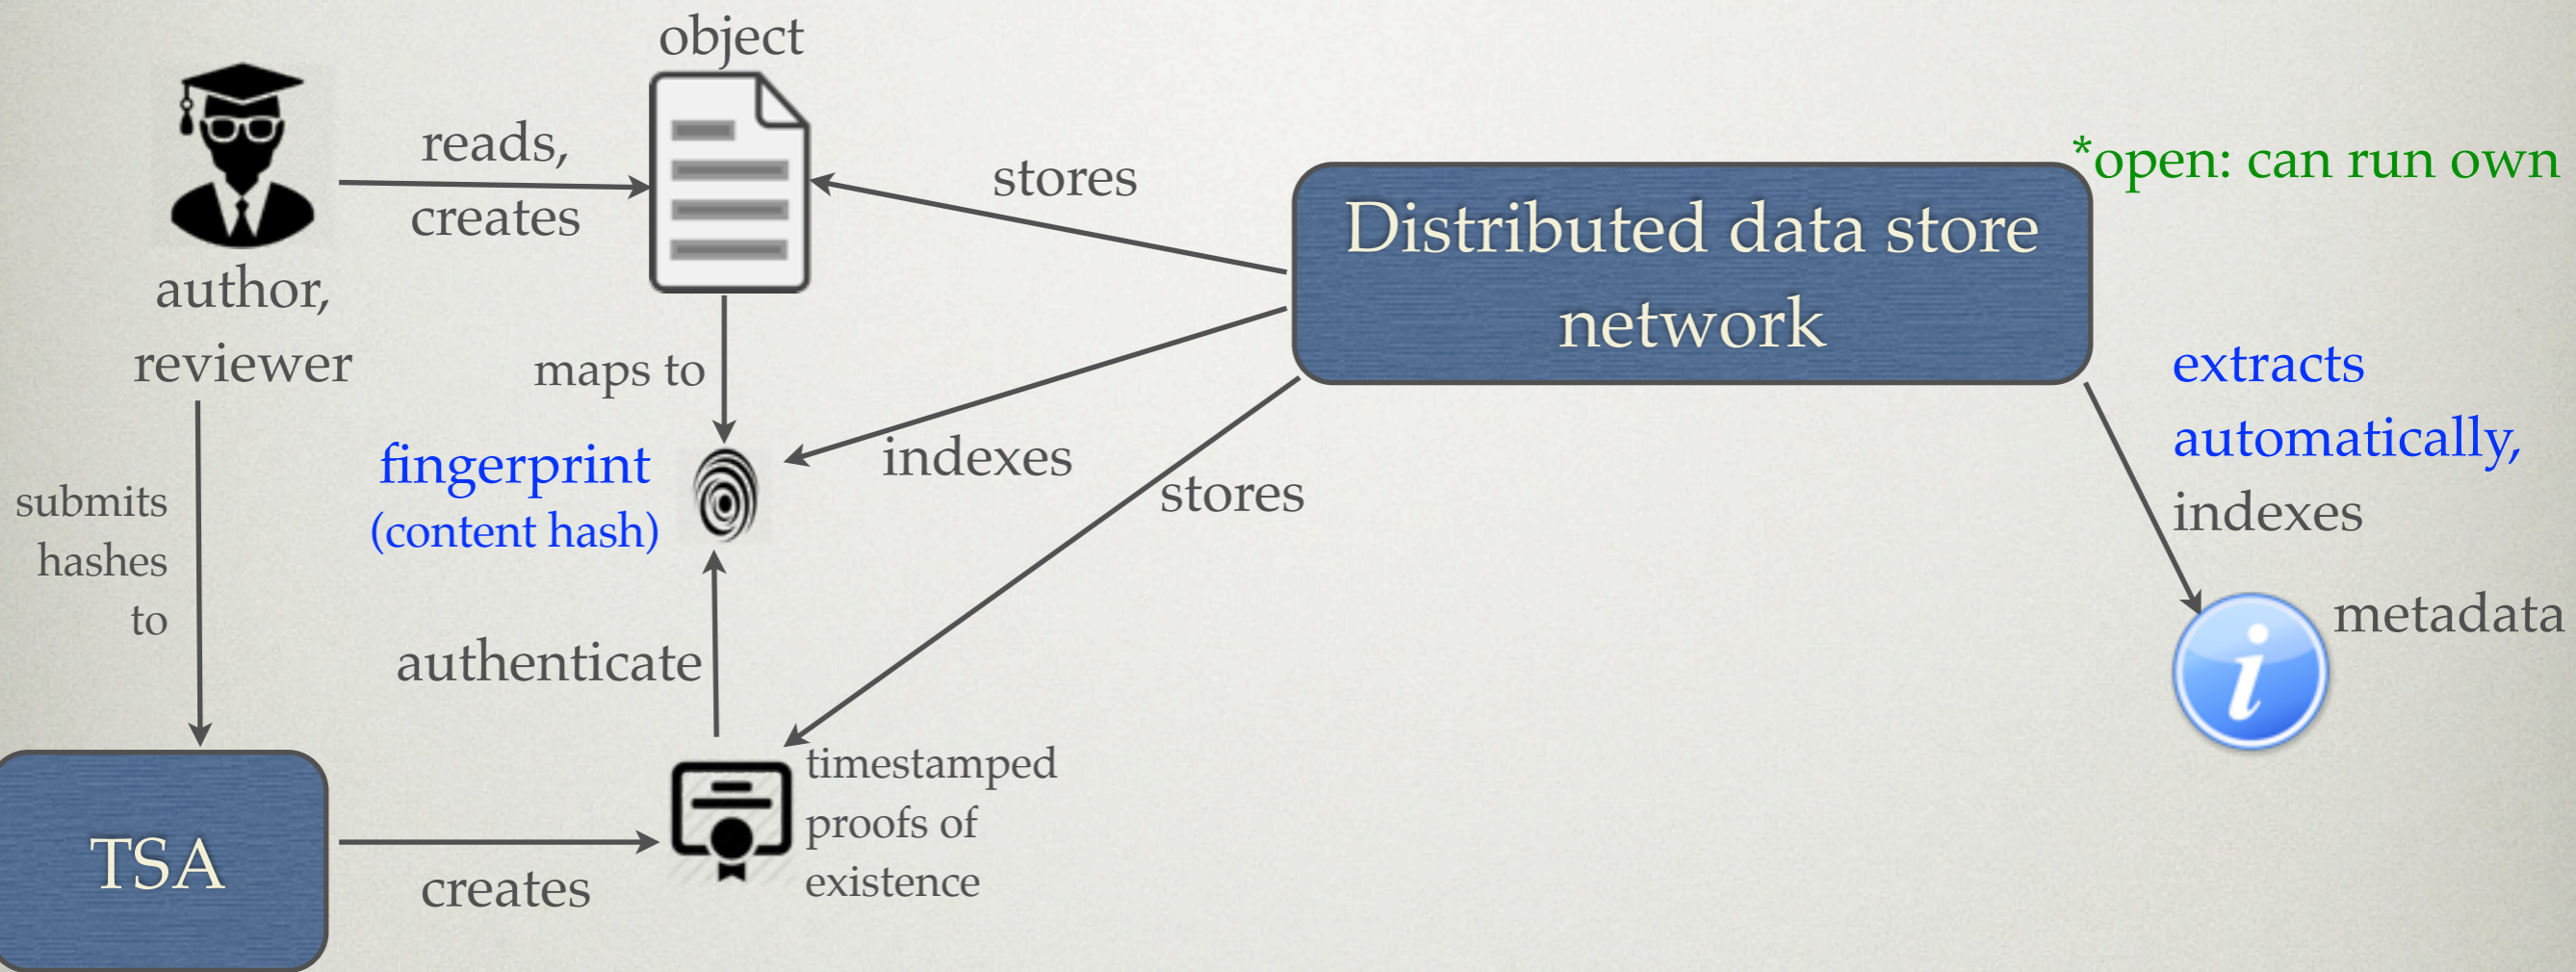 object
reads,
creates
author,
reviewer
stores
*open: can run own
Distributed data store
network
maps to
fingerprint
(content hash)
indexes
stores
extracts
automatically,
indexes
metadata
submits
hashes
to
authenticate
timestamped
proofs of
existence
TSA
creates